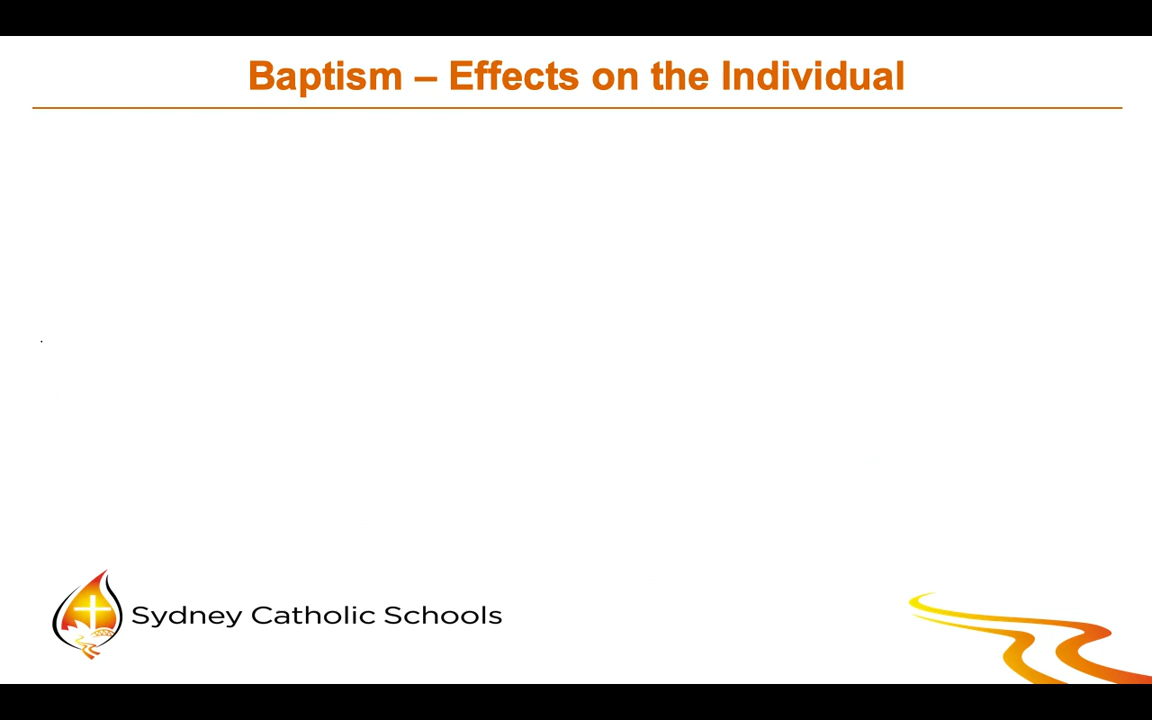 Baptism – Effects on the Individual
Sydney Catholic Schools